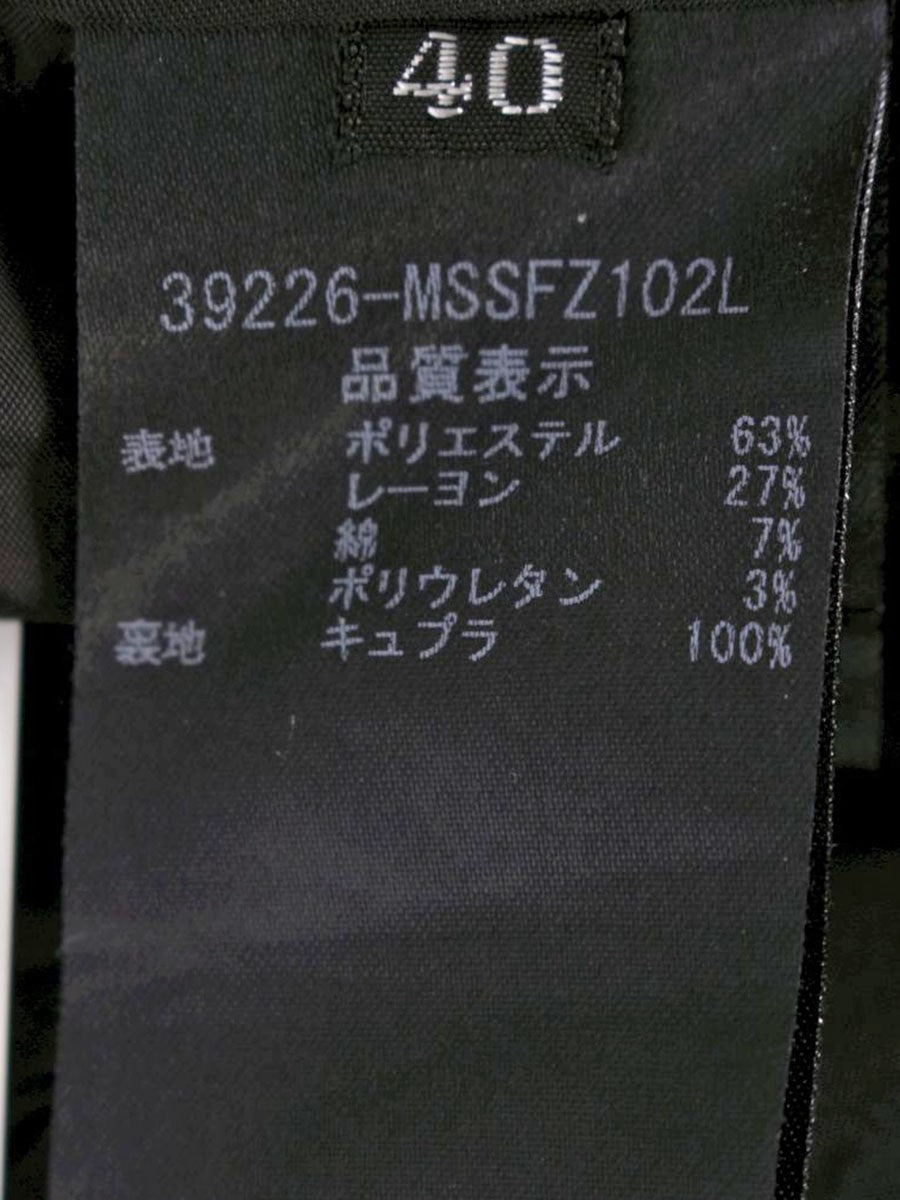 40
39226-MSSFZ102L
品質表示
表地 ポリエステル 63%
レーヨン 27%
綿 7%
ポリウレタン 3%
裏地 キュプラ 100%